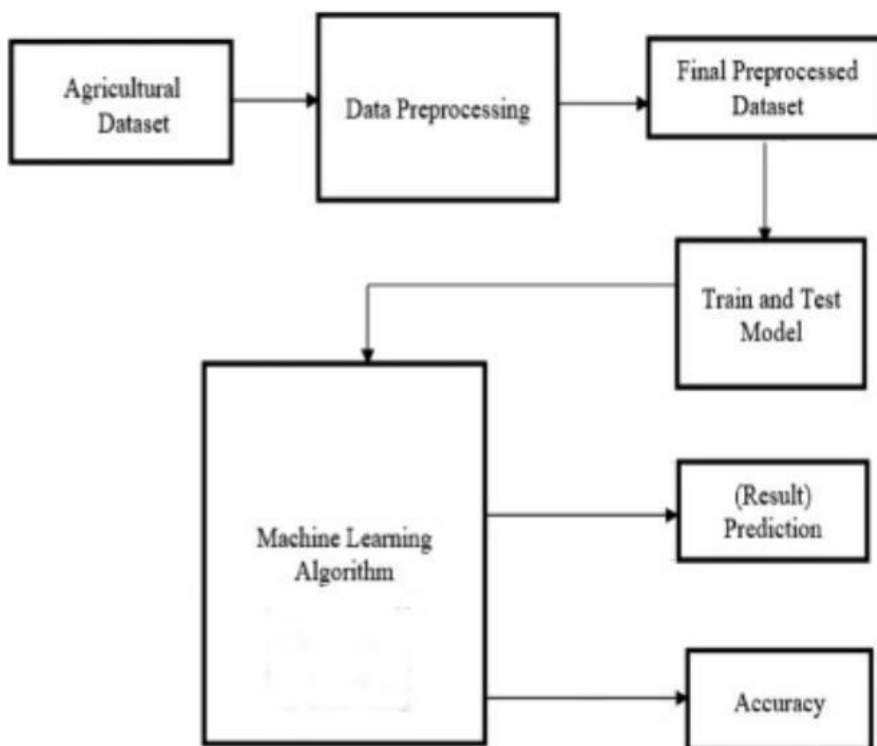 Agricultural
Dataset
Data Preprocessing
Final Preprocessed
Dataset
Train and Test
Model
Machine Learning
Algorithm
(Result)
Prediction
Accuracy